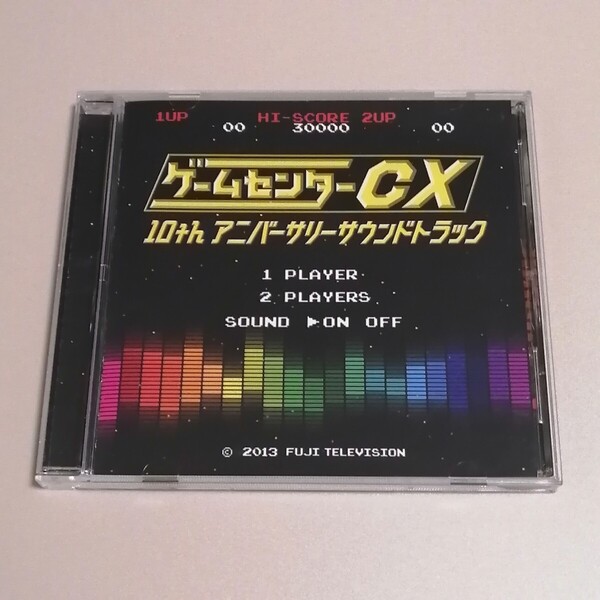 1UP HI-SCORE 2UP
00 30000 00
ゲームセンターCX
10th アニバーサリーサウンドトラック
1 PLAYER
2 PLAYERS
SOUND ▶ON OFF
© 2013 FUJI TELEVISION